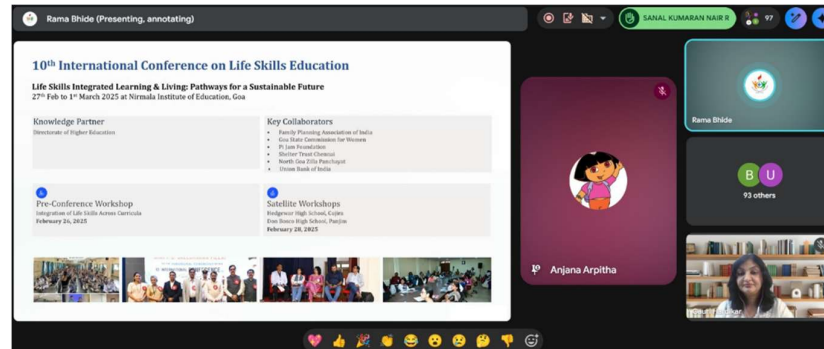 Rama Bhide (Presenting, annotating)
SANAL KUMARAN NAIR R
97
10th International Conference on Life Skills Education
Life Skills Integrated Learning & Living: Pathways for a Sustainable Future
27th Feb to 1st March 2025 at Nirmala Institute of Education, Goa
Knowledge Partner
Directorate of Higher Education
Key Collaborators
• Family Planning Association of India
• Goa State Commission for Women
• Pi Jam Foundation
• Shelter Trust Chennai
• North Goa Zilla Panchayat
• Union Bank of India
Pre-Conference Workshop
Integration of Life Skills Across Curricula
February 26, 2025
Satellite Workshops
Hedgewar High School, Cujira
Don Bosco High School, Panjim
February 28, 2025
Anjana Arpitha
Rama Bhide
B U
93 others